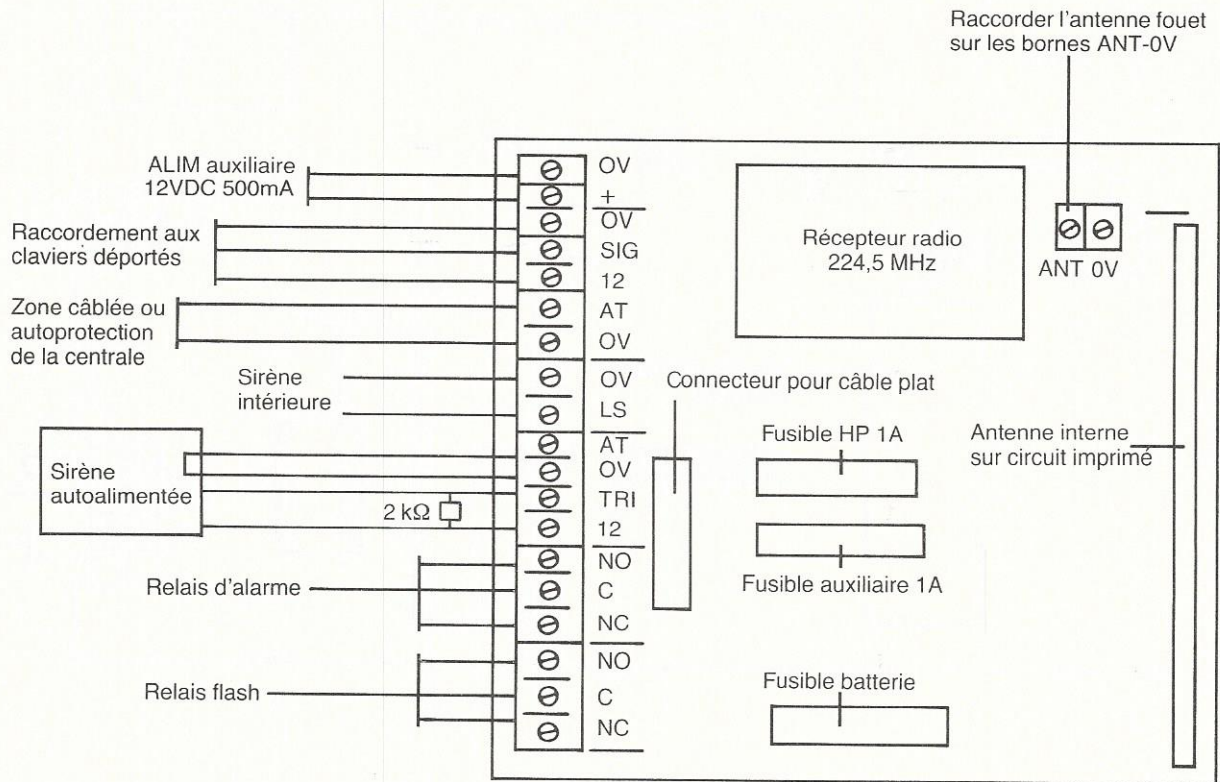 Raccorder l'antenne fouet
sur les bornes ANT-0V
ALIM auxiliaire
12VDC 500mA
Raccordement aux
claviers déportés
Zone câblée ou
autoprotection
de la centrale
Sirène
intérieure
Sirène
autoalimentée
2 kΩ
Relais d'alarme
Relais flash
OV
+
OV
SIG
12
AT
OV
OV
LS
AT
OV
TRI
12
NO
C
NC
NO
C
NC
Récepteur radio
224,5 MHz
ANT 0V
Connecteur pour câble plat
Fusible HP 1A
Antenne interne
sur circuit imprimé
Fusible auxiliaire 1A
Fusible batterie